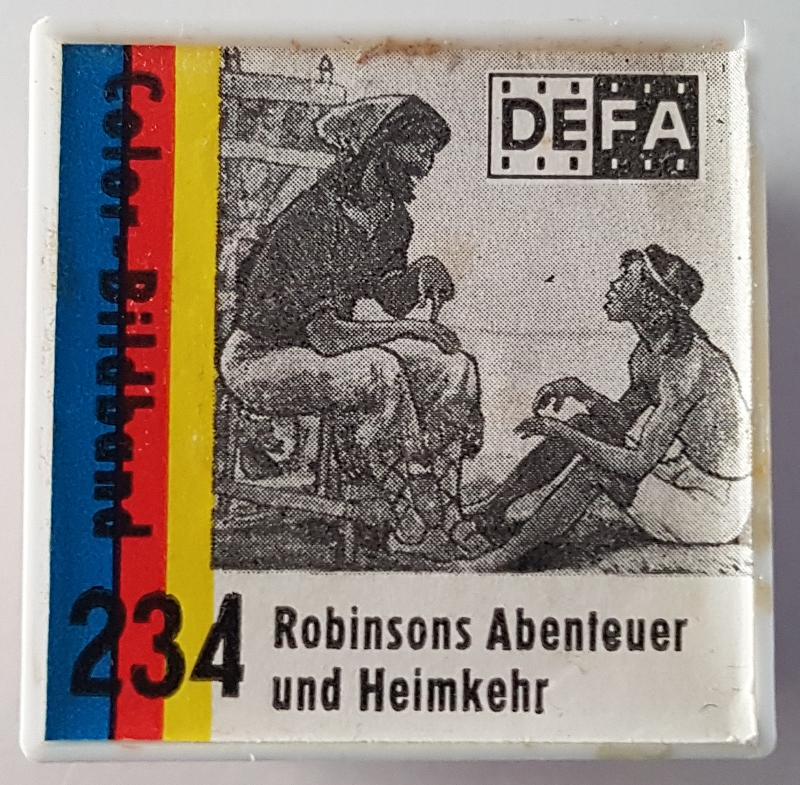 DEFA
Color-Bildband
234
Robinsons Abenteuer
und Heimkehr